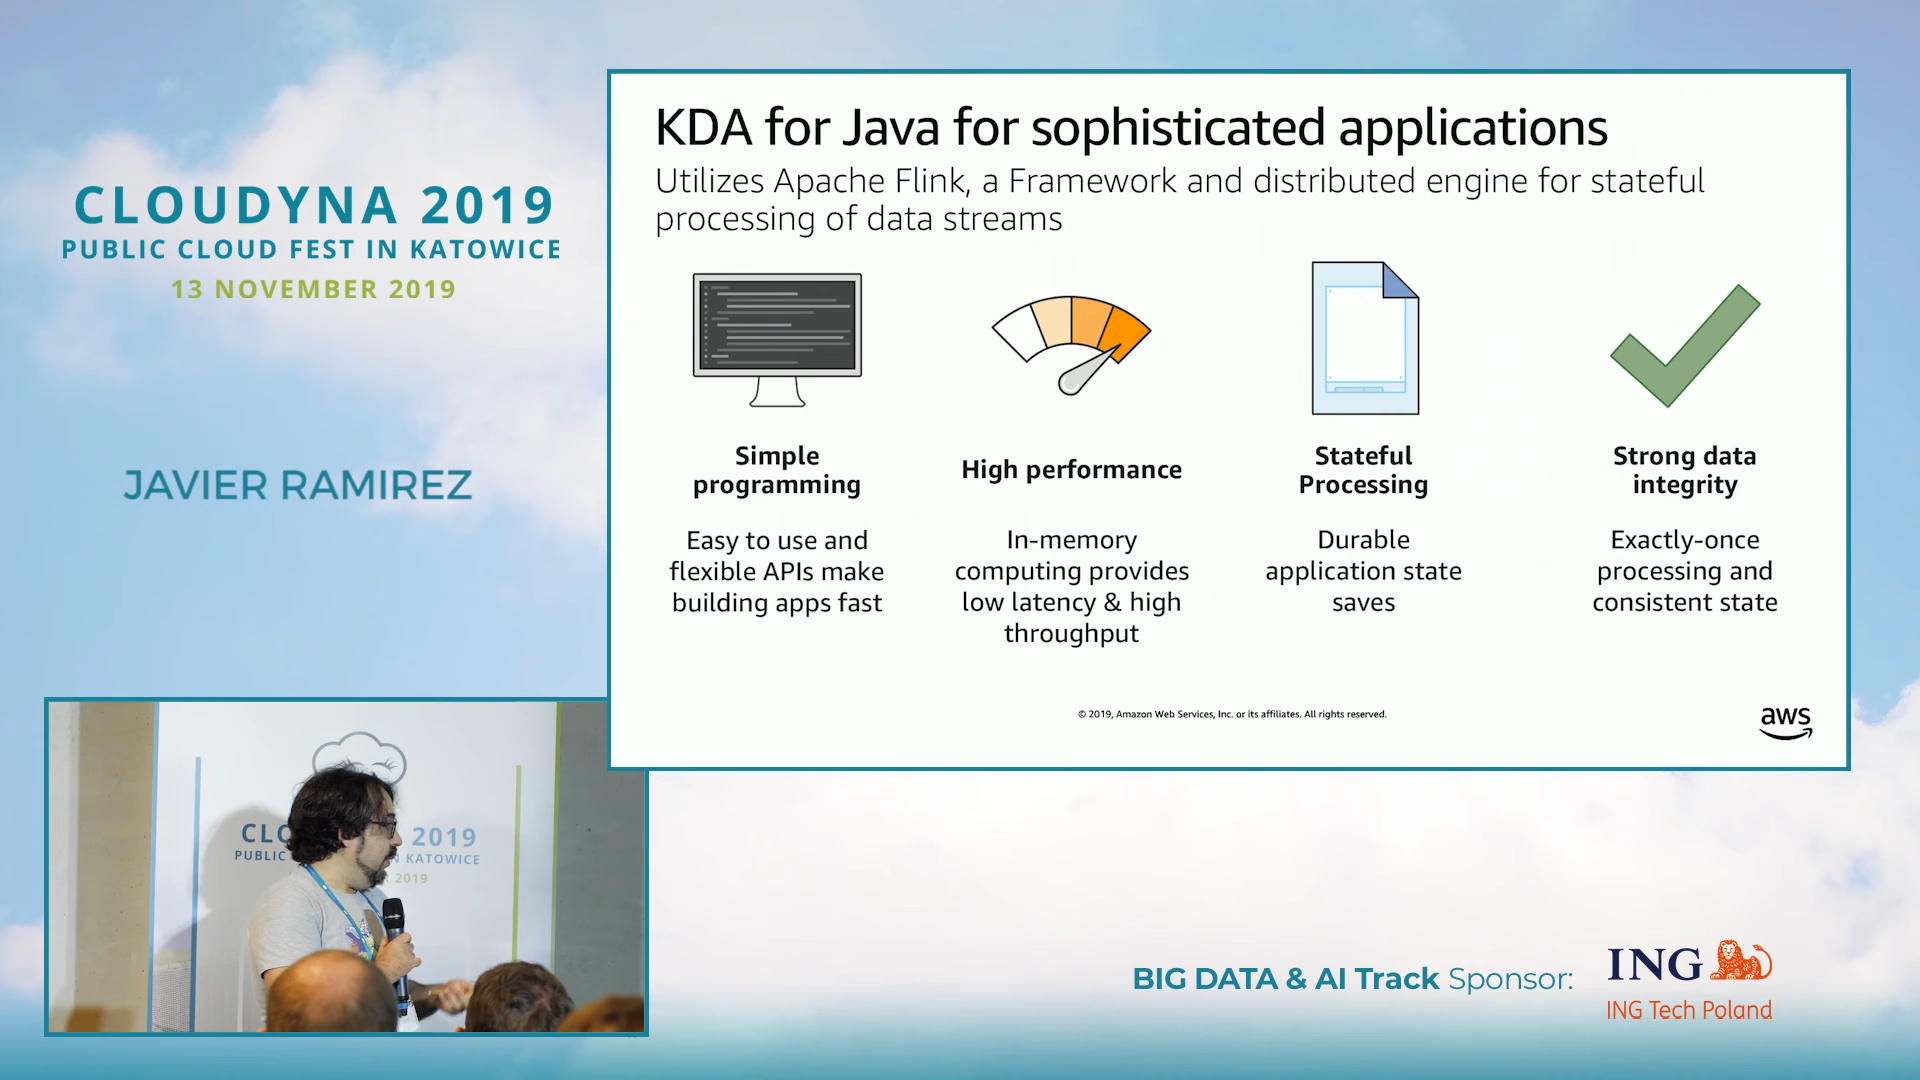 CLOUDYNA 2019
PUBLIC CLOUD FEST IN KATOWICE
13 NOVEMBER 2019
JAVIER RAMIREZ
KDA for Java for sophisticated applications
Utilizes Apache Flink, a Framework and distributed engine for stateful
processing of data streams
Simple
programming
Easy to use and
flexible APIs make
building apps fast
High performance
In-memory
computing provides
low latency & high
throughput
Stateful
Processing
Durable
application state
saves
Strong data
integrity
Exactly-once
processing and
consistent state
© 2019, Amazon Web Services, Inc. or its affiliates. All rights reserved.
aws
CLO 2019
PUBLIC IN KATOWICE
R 2019
BIG DATA & AI Track Sponsor:
ING
ING Tech Poland